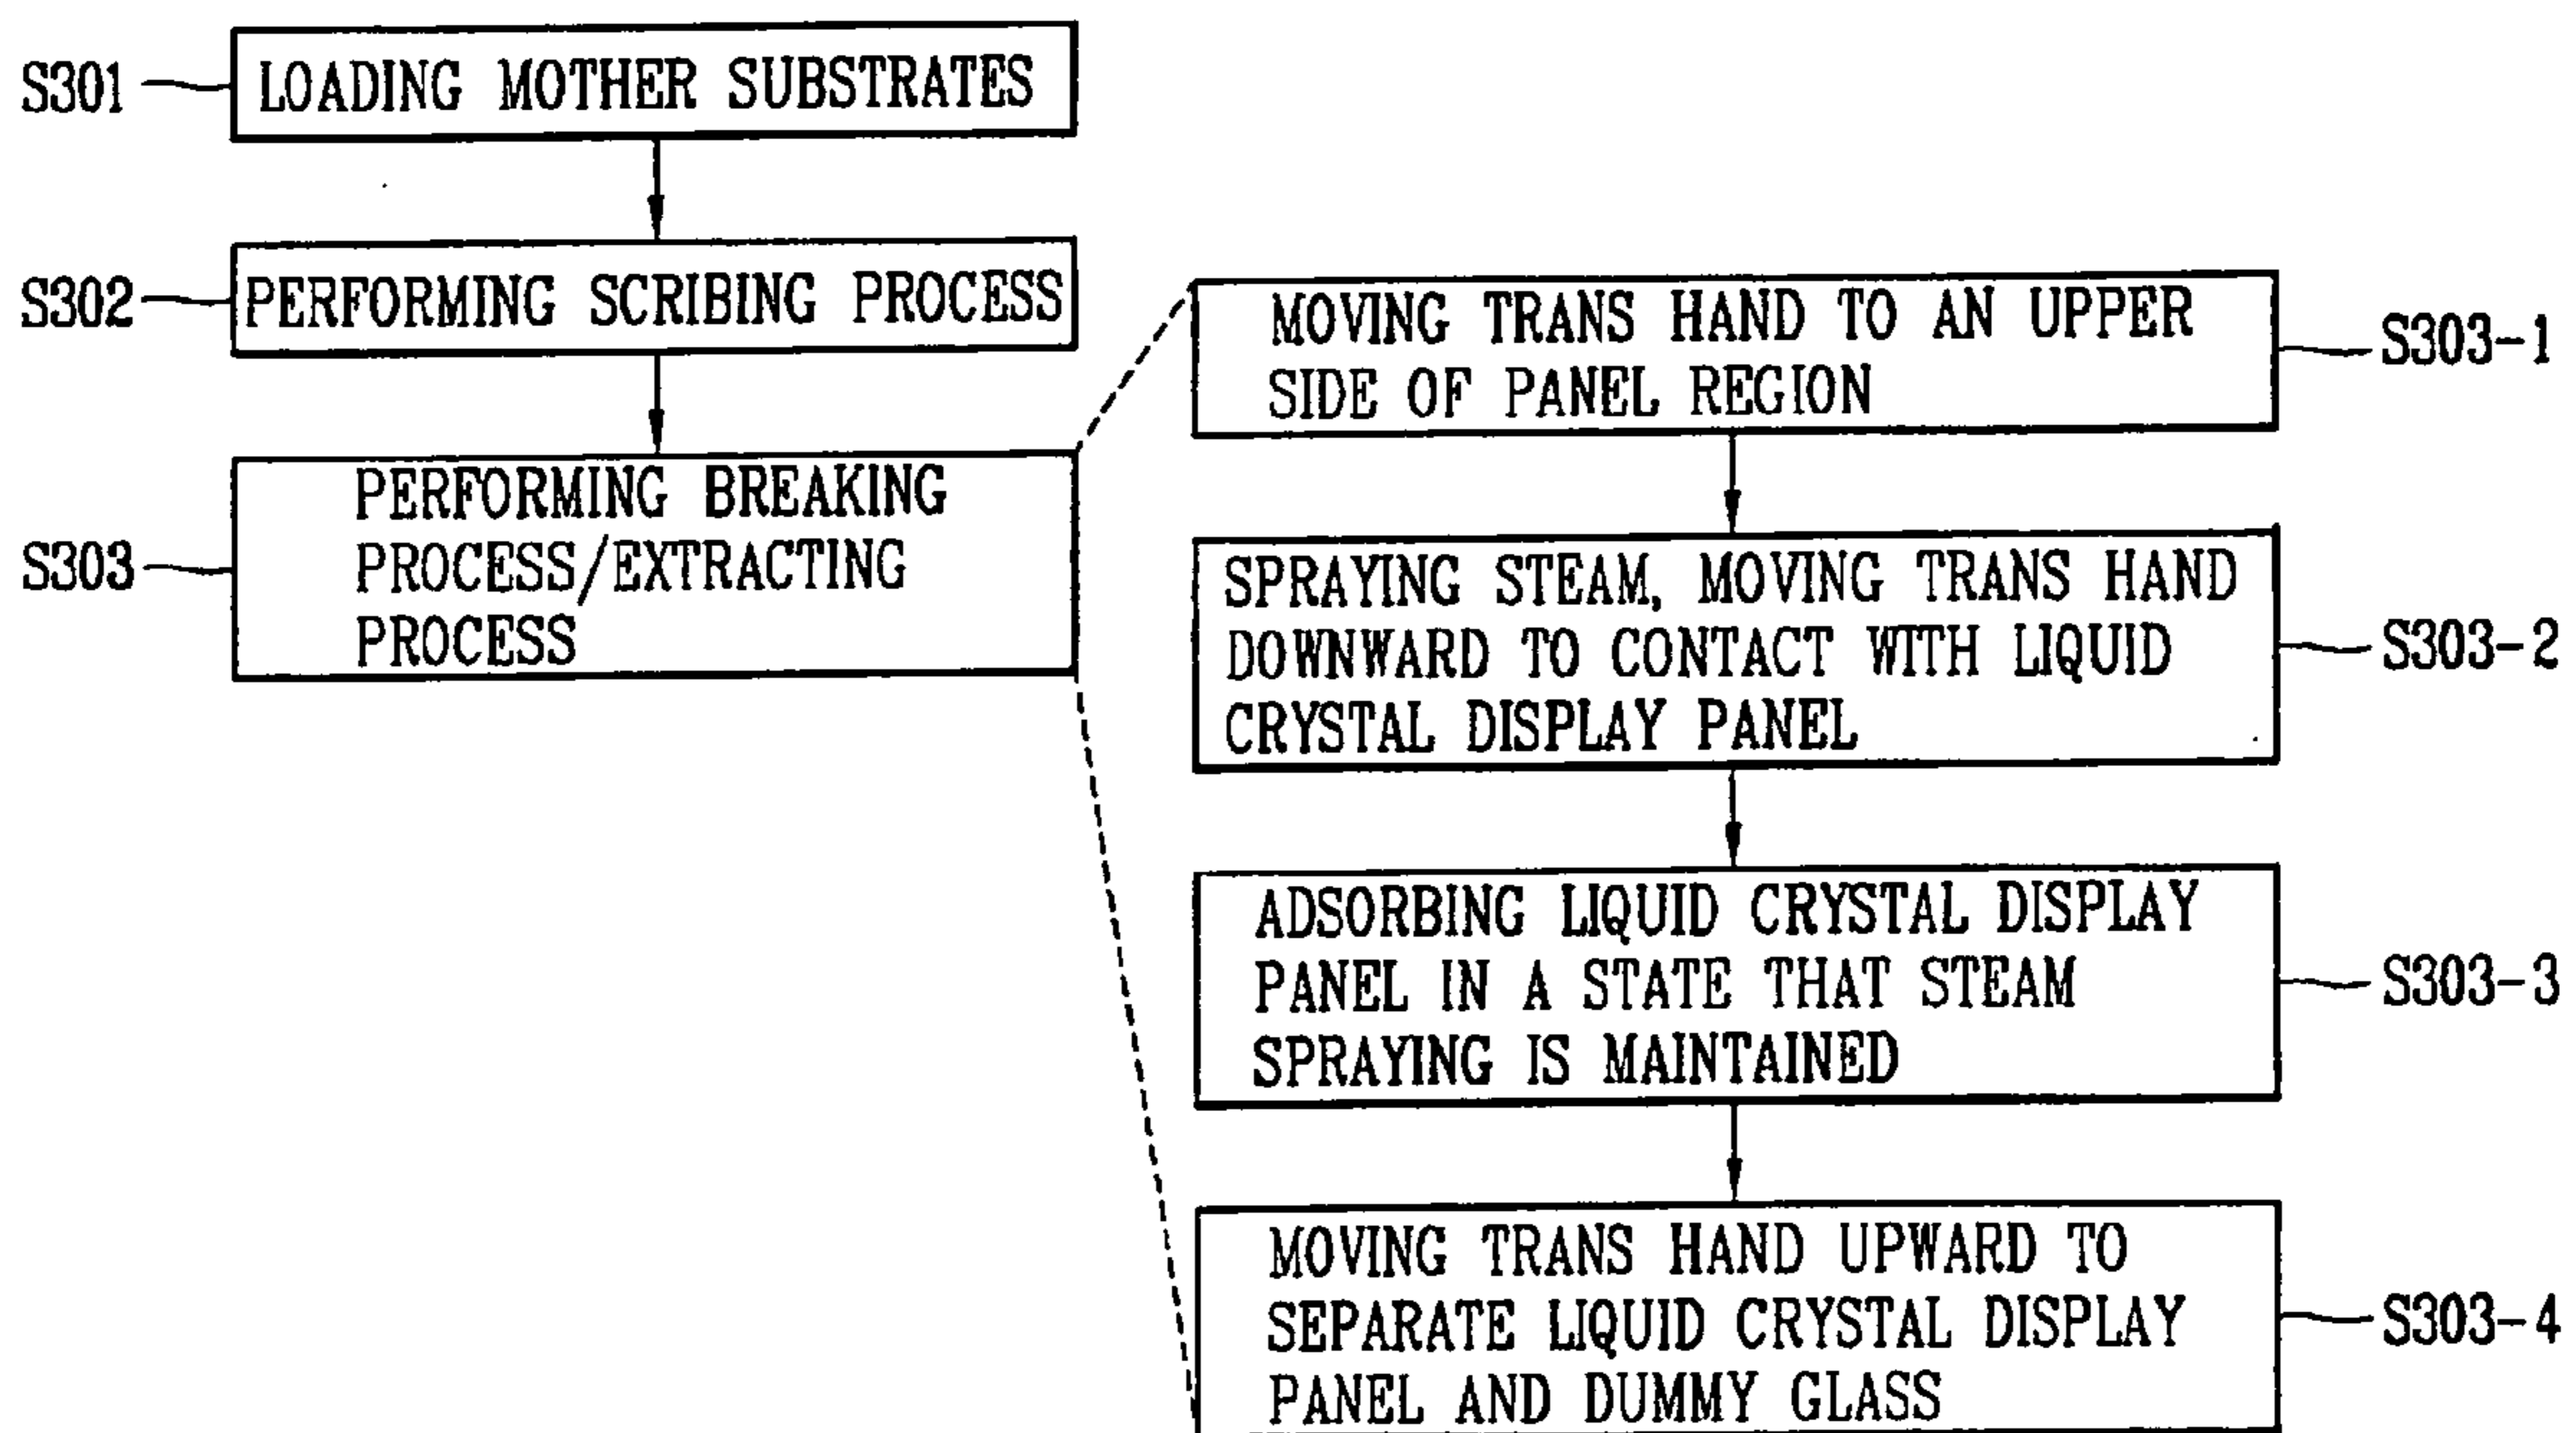 S301
LOADING MOTHER SUBSTRATES
S302
PERFORMING SCRIBING PROCESS
S303
PERFORMING BREAKING
PROCESS/EXTRACTING
PROCESS
MOVING TRANS HAND TO AN UPPER
SIDE OF PANEL REGION
S303-1
SPRAYING STEAM, MOVING TRANS HAND
DOWNWARD TO CONTACT WITH LIQUID
CRYSTAL DISPLAY PANEL
S303-2
ADSORBING LIQUID CRYSTAL DISPLAY
PANEL IN A STATE THAT STEAM
SPRAYING IS MAINTAINED
S303-3
MOVING TRANS HAND UPWARD TO
SEPARATE LIQUID CRYSTAL DISPLAY
PANEL AND DUMMY GLASS
S303-4